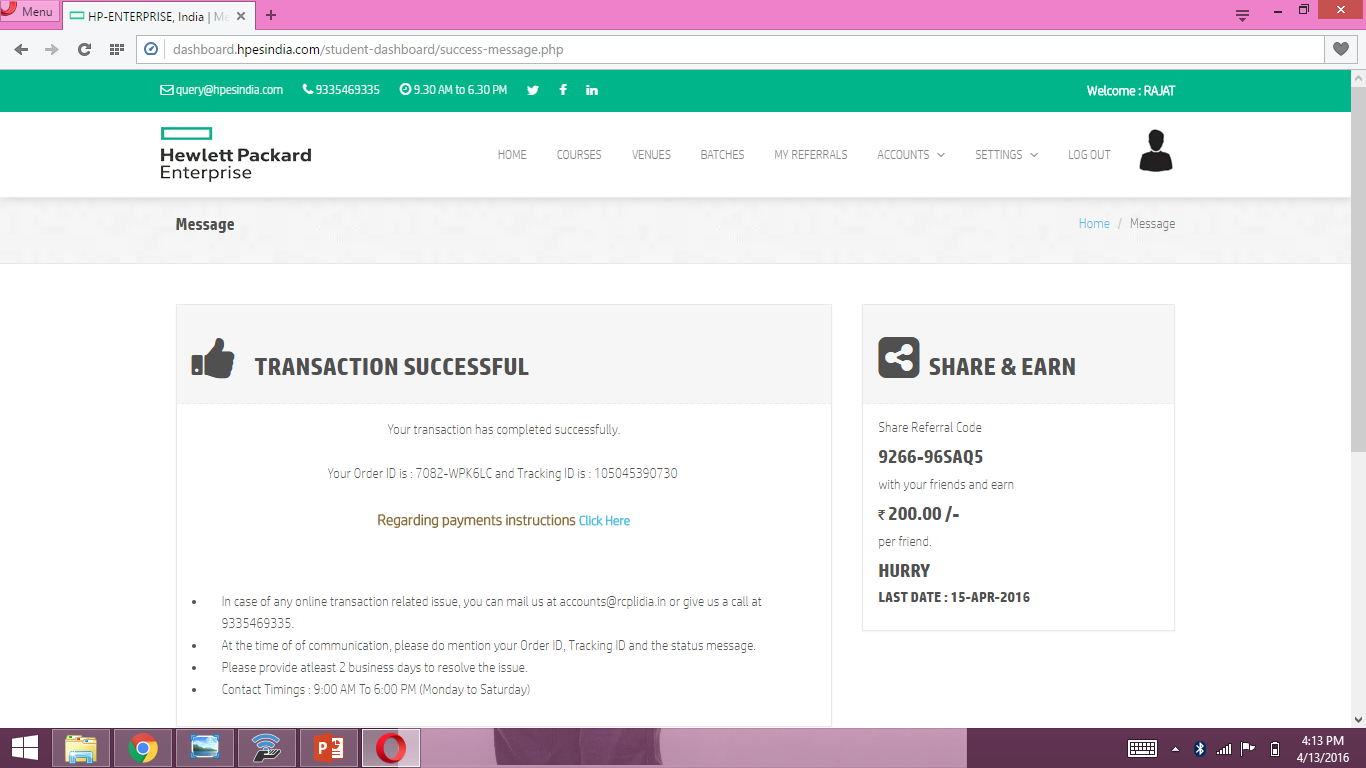 Menu
HP-ENTERPRISE, India | Me
dashboard.hpesindia.com/student-dashboard/success-message.php
query@hpesindia.com 9335469335 9.30 AM to 6.30 PM
Welcome : RAJAT
Hewlett Packard
Enterprise
HOME COURSES VENUES BATCHES MY REFERRALS ACCOUNTS SETTINGS LOG OUT
Message
Home / Message
TRANSACTION SUCCESSFUL
Your transaction has completed successfully.
Your Order ID is : 7082-WPK6LC and Tracking ID is : 105045390730
Regarding payments instructions Click Here
• In case of any online transaction related issue, you can mail us at accounts@rcplidia.in or give us a call at
9335469335.
• At the time of of communication, please do mention your Order ID, Tracking ID and the status message.
• Please provide atleast 2 business days to resolve the issue.
• Contact Timings : 9:00 AM To 6:00 PM (Monday to Saturday)
SHARE & EARN
Share Referral Code
9266-96SAQ5
with your friends and earn
₹ 200.00 /-
per friend.
HURRY
LAST DATE : 15-APR-2016
4:13 PM
4/13/2016